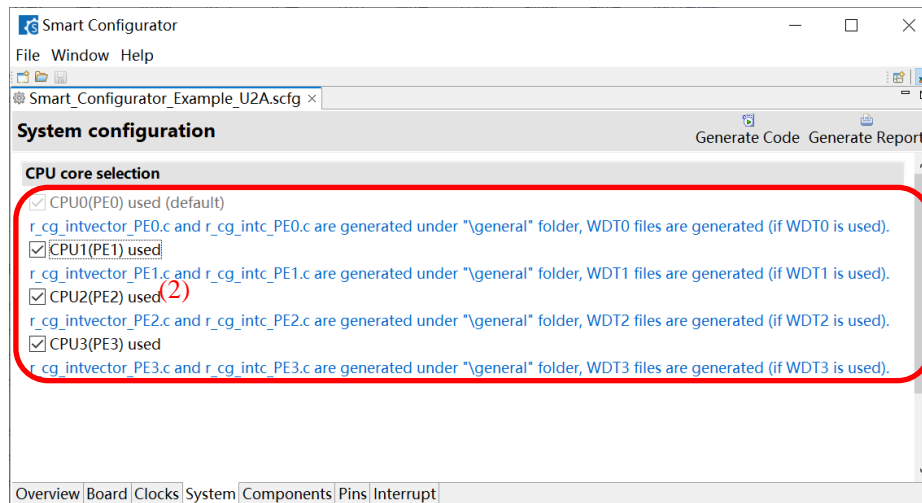 Smart Configurator
File Window Help
Smart_Configurator_Example_U2A.scfg
System configuration
Generate Code Generate Report
CPU core selection
CPU0(PE0) used (default)
r_cg_intvector_PE0.c and r_cg_intc_PE0.c are generated under "\general" folder, WDT0 files are generated (if WDT0 is used).
CPU1(PE1) used
r_cg_intvector_PE1.c and r_cg_intc_PE1.c are generated under "\general" folder, WDT1 files are generated (if WDT1 is used).
CPU2(PE2) used (2)
r_cg_intvector_PE2.c and r_cg_intc_PE2.c are generated under "\general" folder, WDT2 files are generated (if WDT2 is used).
CPU3(PE3) used
r_cg_intvector_PE3.c and r_cg_intc_PE3.c are generated under "\general" folder, WDT3 files are generated (if WDT3 is used).
Overview Board Clocks System Components Pins Interrupt